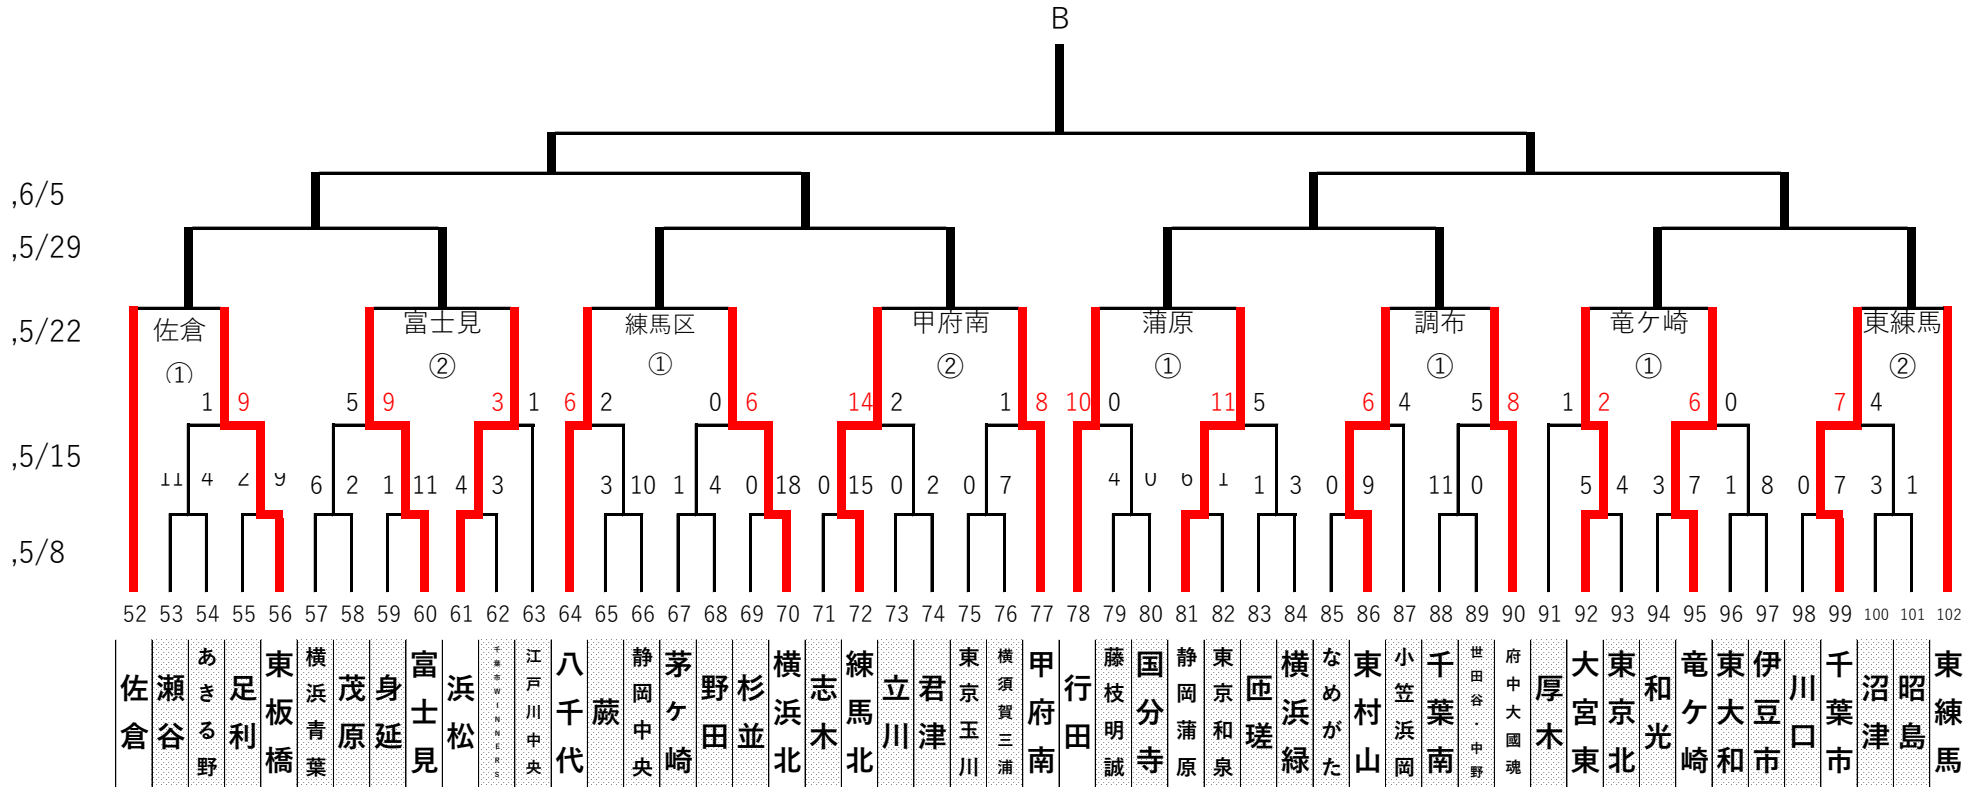 B
,6/5
,5/29
,5/22
佐倉 富士見 練馬区 甲府南 蒲原 調布 竜ケ崎 東練馬
① ② ① ② ① ① ① ②
1 9 5 9 3 1 6 2 0 6 14 2 1 8 10 0 11 5 6 4 5 8 1 2 6 0 7 4
,5/15
11 4 2 9 6 2 1 11 4 3 3 10 1 4 0 18 0 15 0 2 0 7 4 0 6 1 1 3 0 9 11 0 5 4 3 7 1 8 0 7 3 1
,5/8
52 53 54 55 56 57 58 59 60 61 62 63 64 65 66 67 68 69 70 71 72 73 74 75 76 77 78 79 80 81 82 83 84 85 86 87 88 89 90 91 92 93 94 95 96 97 98 99 100 101 102
佐倉
瀬谷
あきる野
足利
東板橋
横浜青葉
茂原
身延
富士見
浜松
千葉市WINNERS
江戸川中央
八千代
蕨
静岡中央
茅ケ崎
野田
杉並
横浜北
志木
練馬北
立川
君津
東京玉川
横須賀三浦
甲府南
行田
藤枝明誠
国分寺
静岡蒲原
東京和泉
匝瑳
横浜緑
なめがた
東村山
小笠浜岡
千葉南
世田谷・中野
府中大國魂
厚木
大宮東
東京北
和光
竜ケ崎
東大和
伊豆市
川口
千葉市
沼津
昭島
東練馬